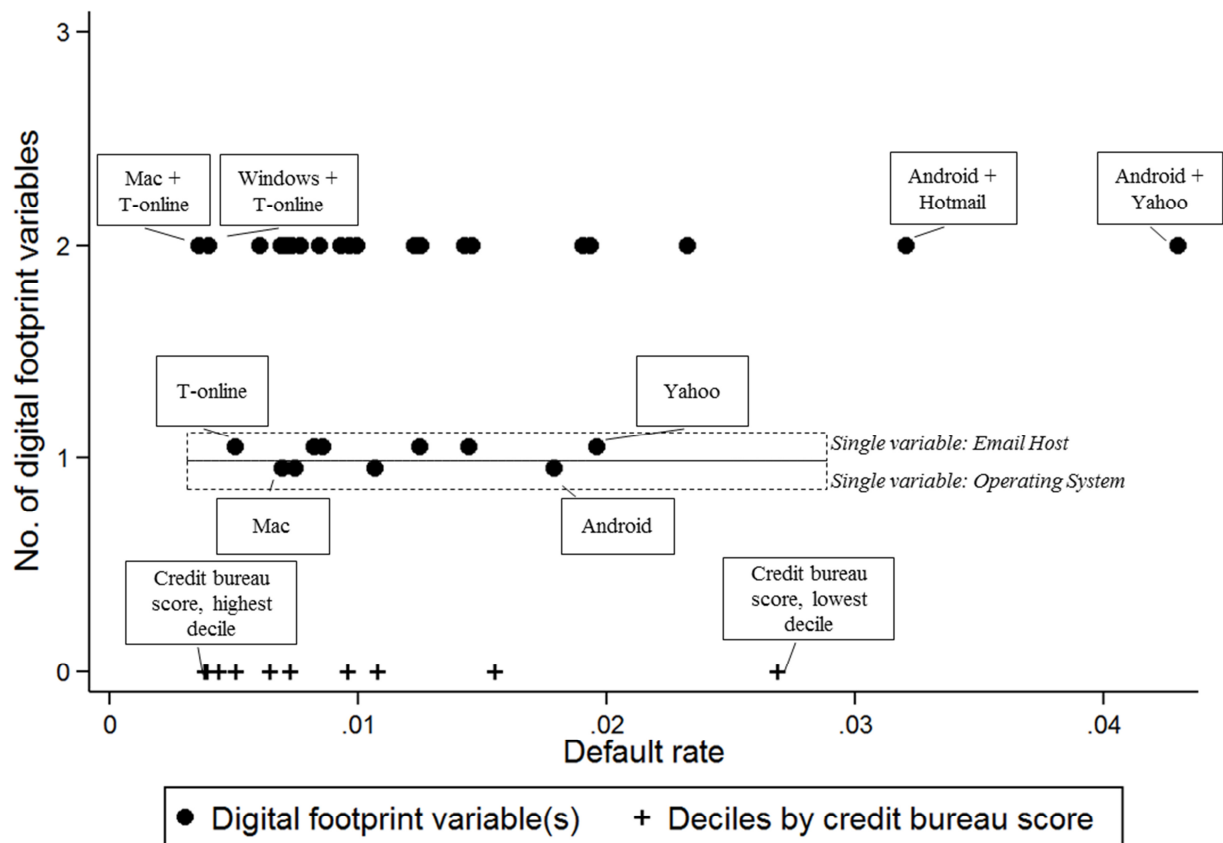 3
No. of digital footprint variables
Mac +
T-online
Windows +
T-online
Android +
Hotmail
Android +
Yahoo
2
T-online
Yahoo
Single variable: Email Host
1
Single variable: Operating System
Mac
Android
Credit bureau
score, highest
decile
Credit bureau
score, lowest
decile
0
0 .01 .02 .03 .04
Default rate
Digital footprint variable(s) + Deciles by credit bureau score